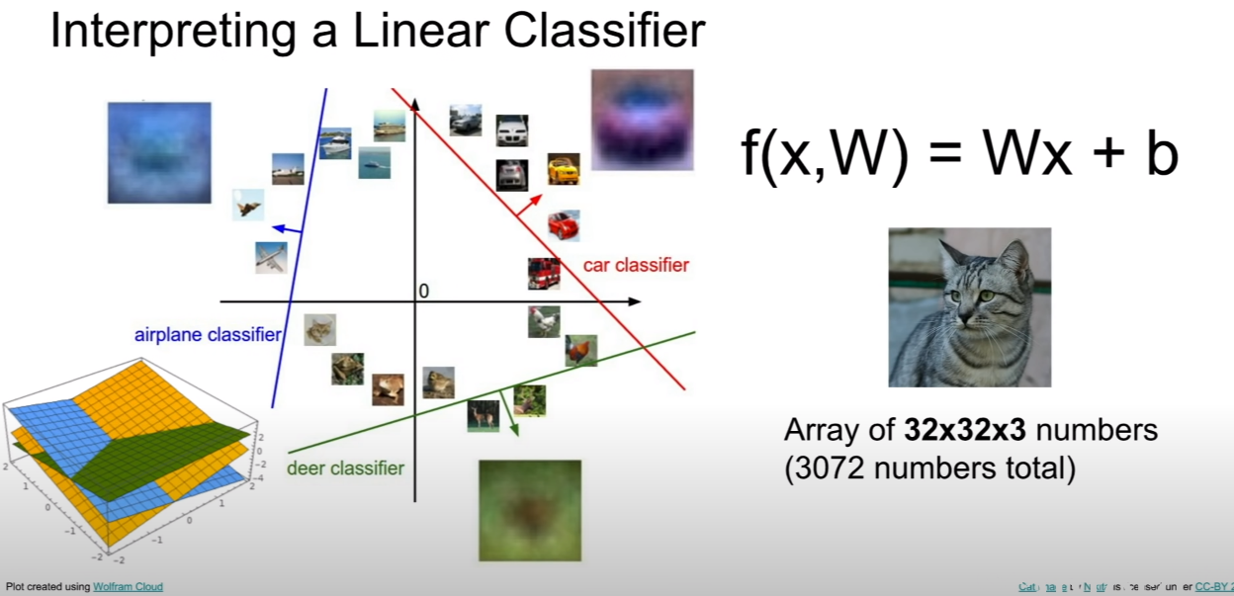 Interpreting a Linear Classifier
f(x,W) = Wx + b
0
car classifier
airplane classifier
deer classifier
2
0
-2
-4
2
1
0
-1
-2
-2
-1
0
1
2
Array of 32x32x3 numbers
(3072 numbers total)
Plot created using Wolfram Cloud
CC-BY 2